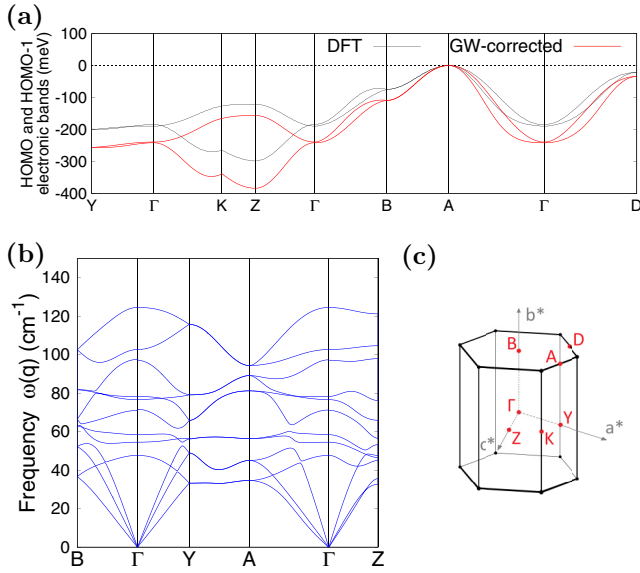 (a)
HOMO and HOMO-1
electronic bands (meV)
100
0
-100
-200
-300
-400
DFT
GW-corrected
Y Γ K Z Γ B A Γ D
(b)
Frequency ω(q) (cm⁻¹)
140
120
100
80
60
40
20
0
B Γ Y A Γ Z
(c)
b*
D
B
A
Γ
Y
a*
Z
K
c*